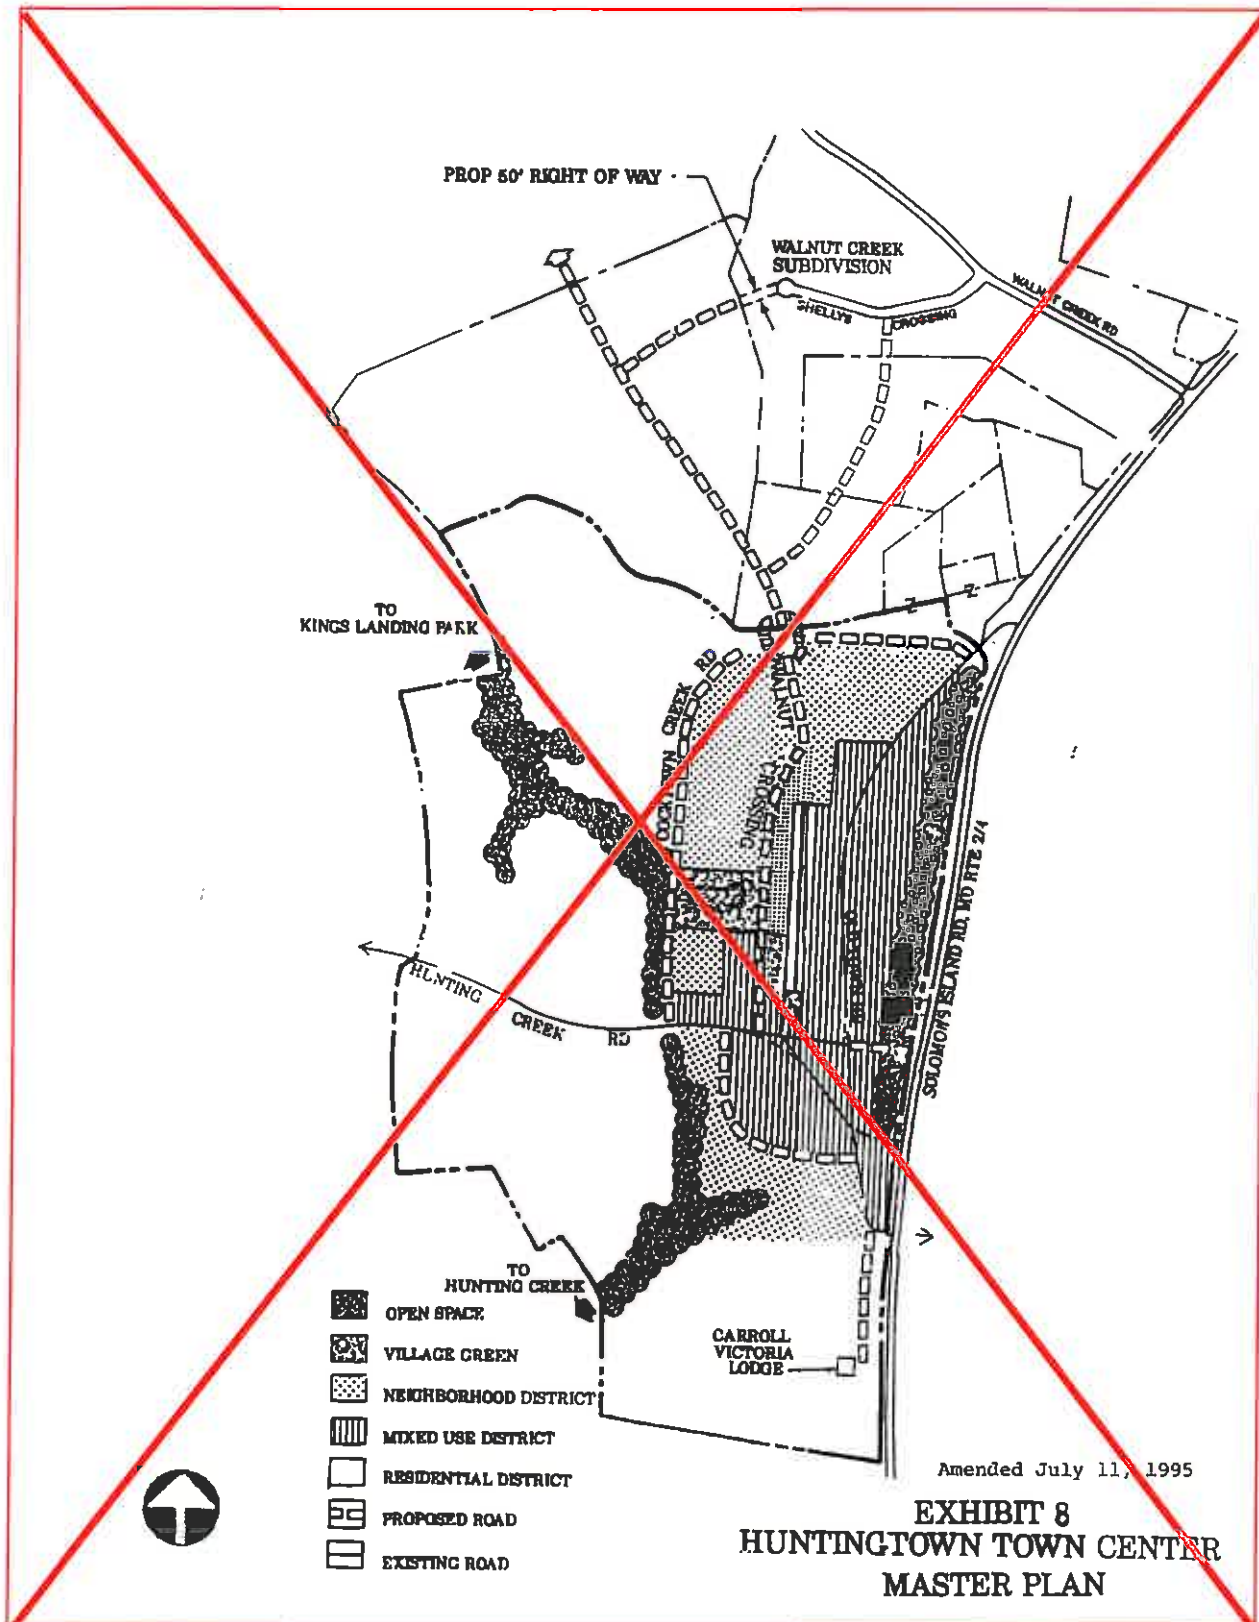 PROP 50' RIGHT OF WAY
WALNUT CREEK
SUBDIVISION
WALNUT CREEK RD
SHELLYS CROSSING
TO
KINGS LANDING PARK
CREEK RD
WALNUT CROSSING
SOLOMONS ISLAND RD. MD RTE 2/4
HUNTING CREEK RD
TO
HUNTING CREEK
CARROLL
VICTORIA
LODGE
OPEN SPACE
VILLAGE GREEN
NEIGHBORHOOD DISTRICT
MIXED USE DISTRICT
RESIDENTIAL DISTRICT
PROPOSED ROAD
EXISTING ROAD
Amended July 11, 1995
EXHIBIT 8
HUNTINGTOWN TOWN CENTER
MASTER PLAN